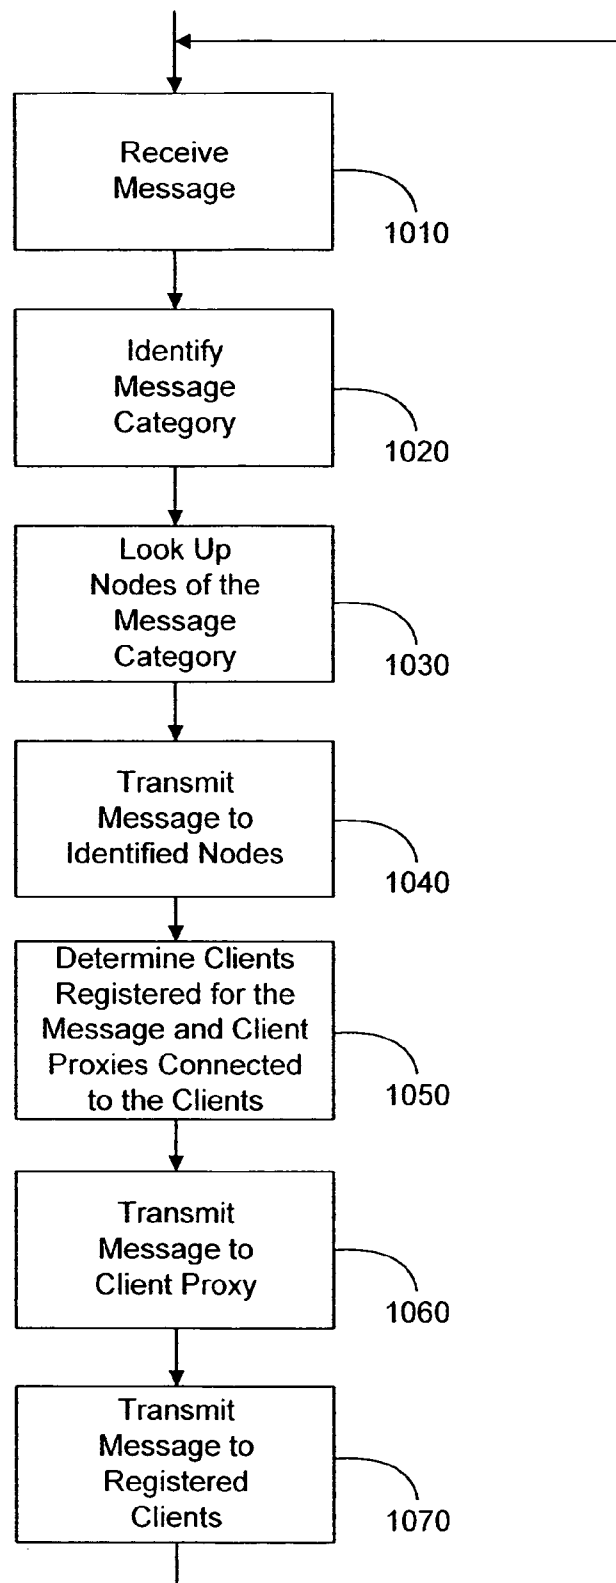 Receive
Message
1010
Identify
Message
Category
1020
Look Up
Nodes of the
Message
Category
1030
Transmit
Message to
Identified Nodes
1040
Determine Clients
Registered for the
Message and Client
Proxies Connected
to the Clients
1050
Transmit
Message to
Client Proxy
1060
Transmit
Message to
Registered
Clients
1070